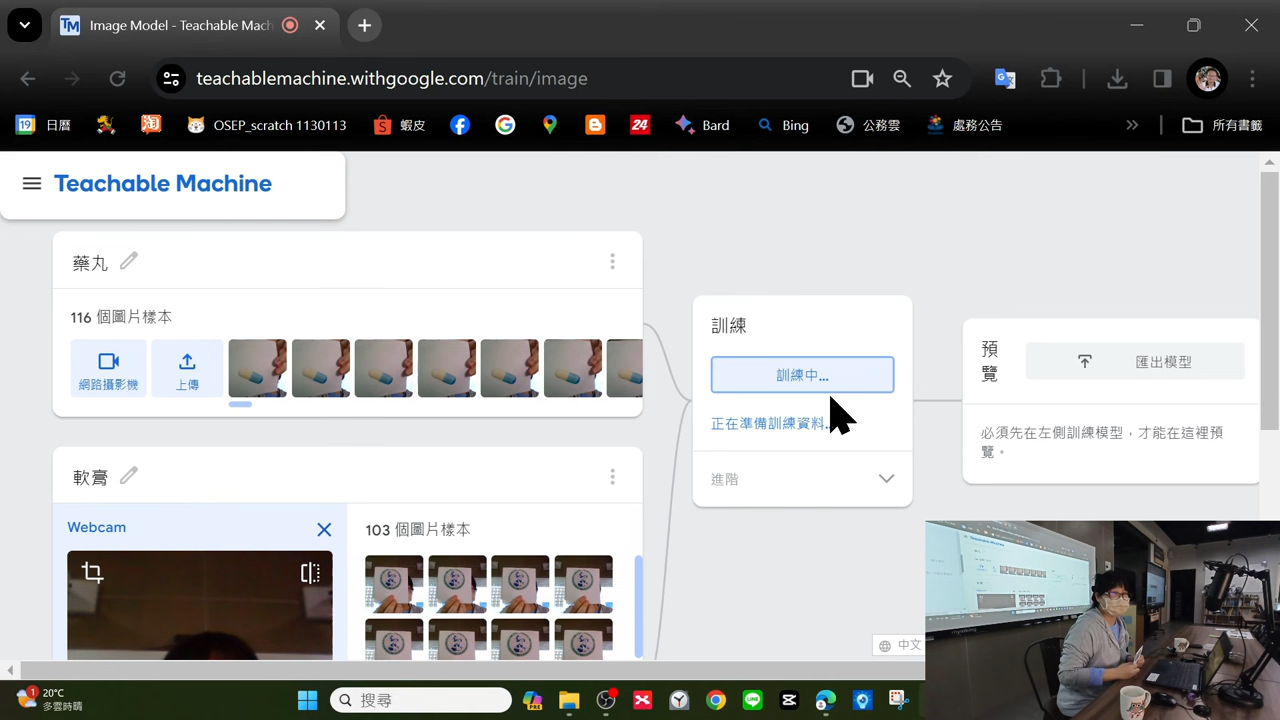 Image Model - Teachable Mach
teachablemachine.withgoogle.com/train/image
19 日曆
淘
OSEP_scratch 1130113
蝦皮
24
Bard
Bing
公務雲
處務公告
所有書籤
Teachable Machine
藥丸
116 個圖片樣本
網路攝影機
上傳
訓練
訓練中...
正在準備訓練資料..
進階
預覽
匯出模型
必須先在左側訓練模型，才能在這裡預
覽。
軟膏
Webcam
103 個圖片樣本
中文
1
20°C
多雲時晴
搜尋